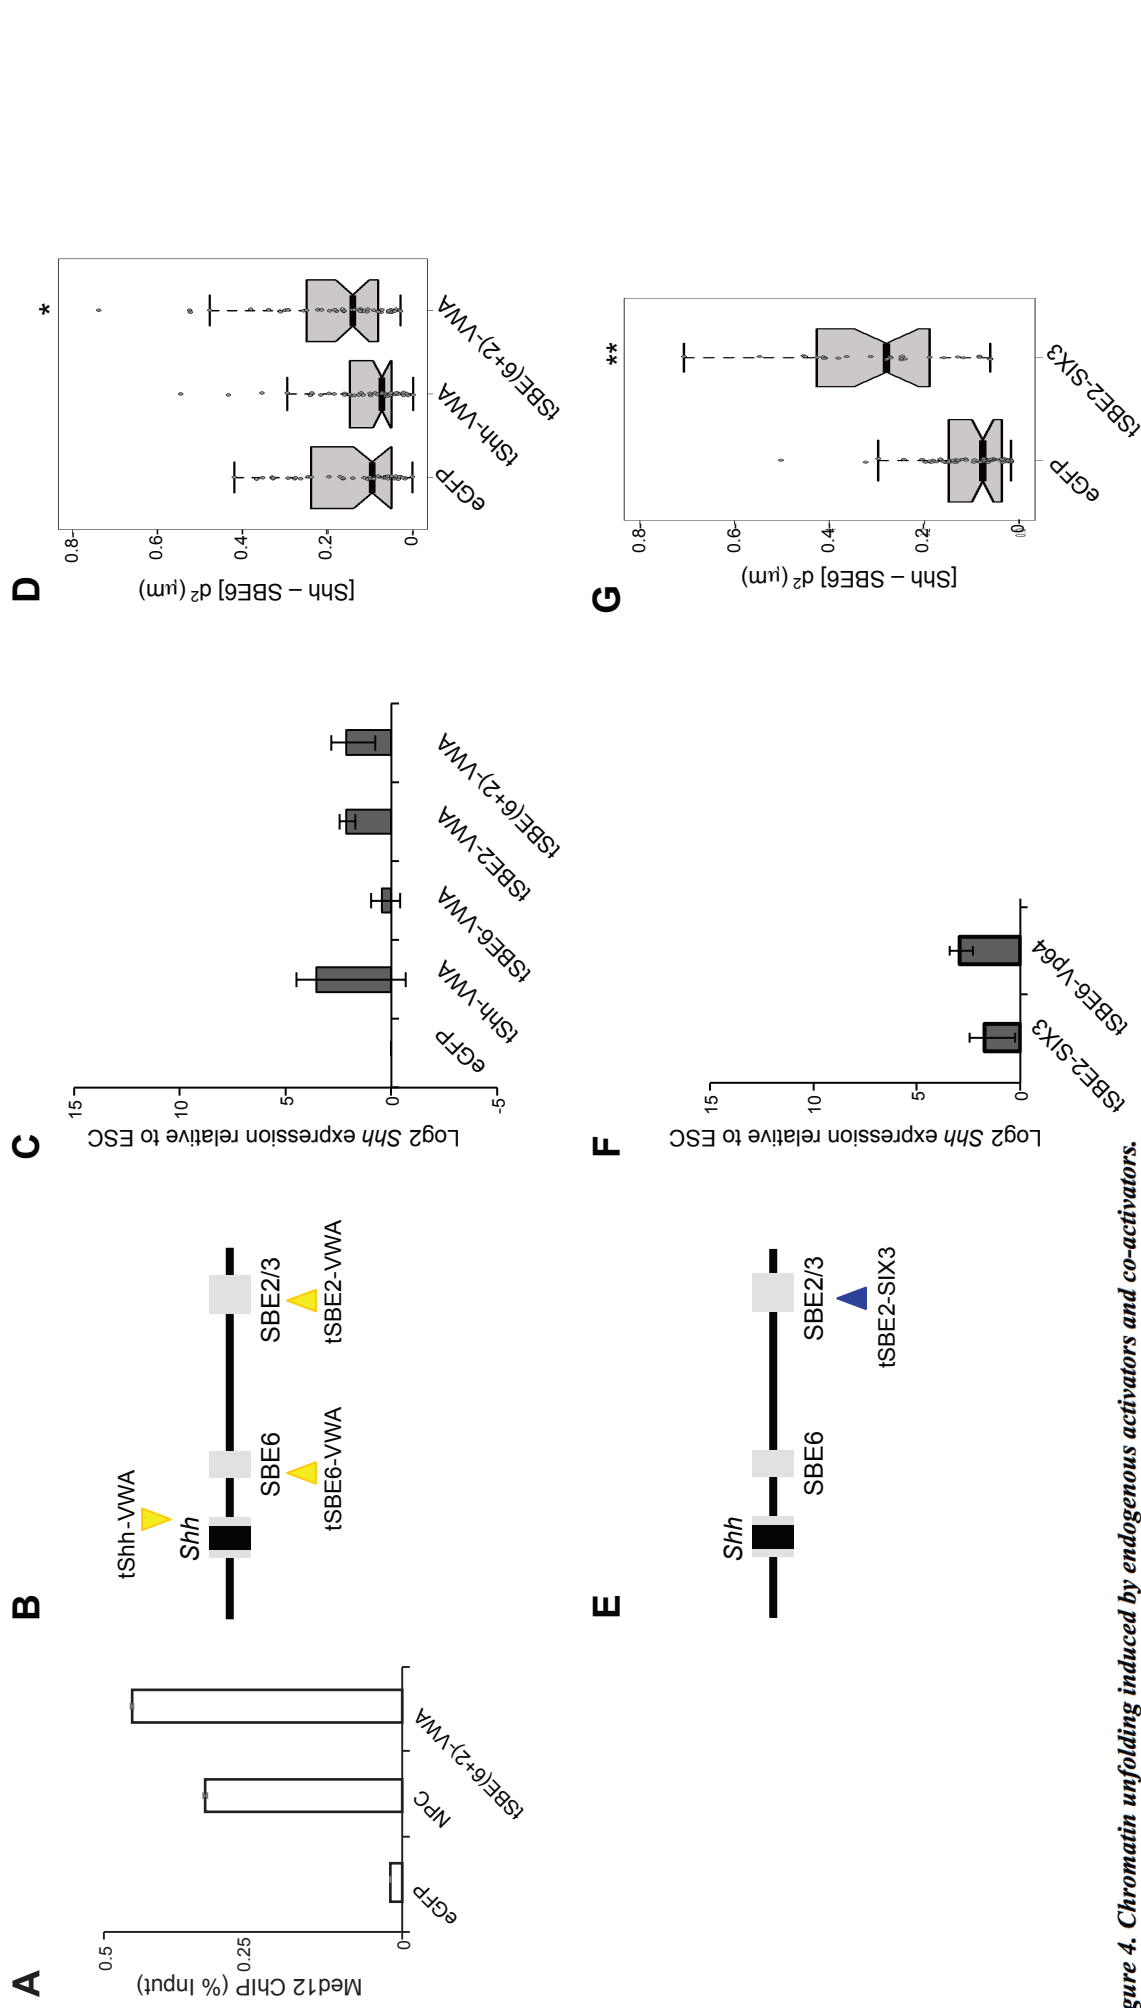 A
Med12 ChIP (% Input)
0.5
0.25
0
eGFP
NPC
tSBE(6+2)-VWA
B
tShh-VWA
Shh
SBE6
SBE2/3
tSBE6-VWA
tSBE2-VWA
C
Log2 Shh expression relative to ESC
15
10
5
0
-5
eGFP
tShh-VWA
tSBE6-VWA
tSBE2-VWA
tSBE(6+2)-VWA
D
[Shh – SBE6] d² (μm)
0.8
0.6
0.4
0.2
0
*
eGFP
tShh-VWA
tSBE(6+2)-VWA
E
Shh
SBE6
SBE2/3
tSBE2-SIX3
F
Log2 Shh expression relative to ESC
15
10
5
0
tSBE2-SIX3
tSBE6-Vp64
G
[Shh – SBE6] d² (μm)
0.8
0.6
0.4
0.2
0
**
eGFP
tSBE2-SIX3
gure 4. Chromatin unfolding induced by endogenous activators and co-activators.